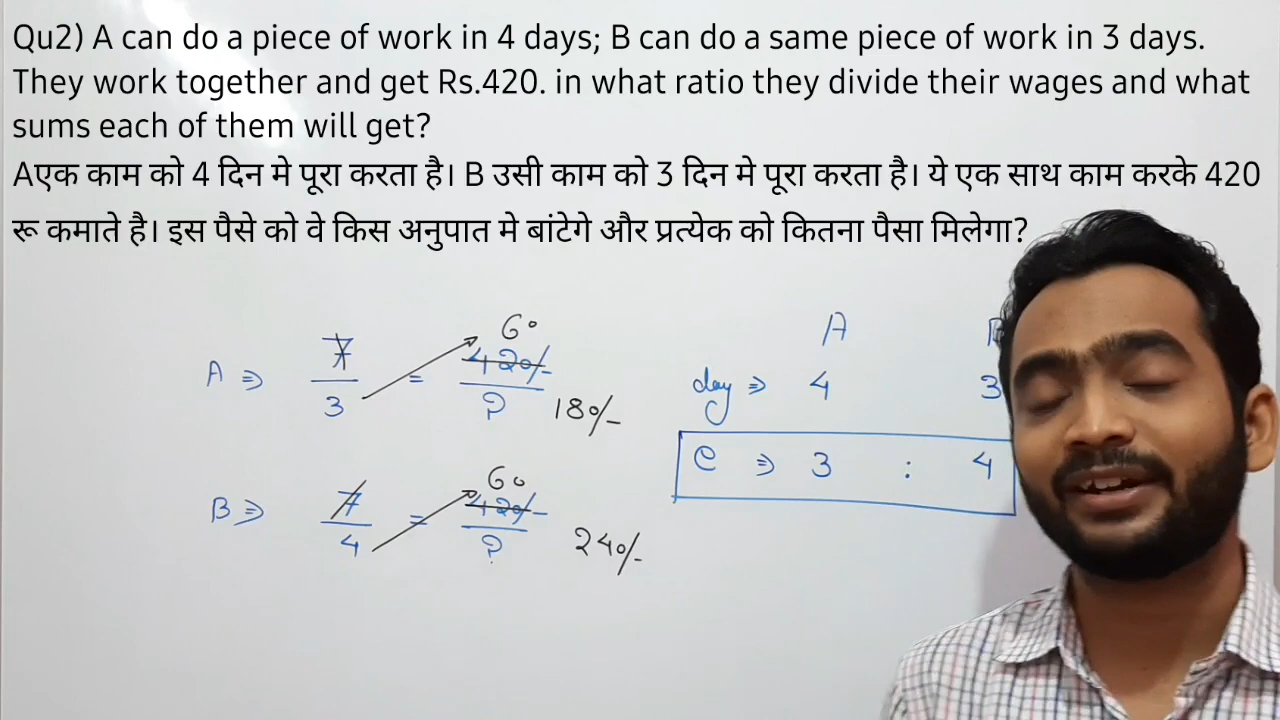 Qu2) A can do a piece of work in 4 days; B can do a same piece of work in 3 days.
They work together and get Rs.420. in what ratio they divide their wages and what
sums each of them will get?
Aएक काम को 4 दिन मे पूरा करता है। B उसी काम को 3 दिन मे पूरा करता है। ये एक साथ काम करके 420
रू कमाते है। इस पैसे को वे किस अनुपात मे बांटेगे और प्रत्येक को कितना पैसा मिलेगा?
60
A ⇒ 7/3 = 420/-/? 180/-
60
B ⇒ 7/4 = 420/-/? 240/-
A
day ⇒ 4 3
e ⇒ 3 : 4